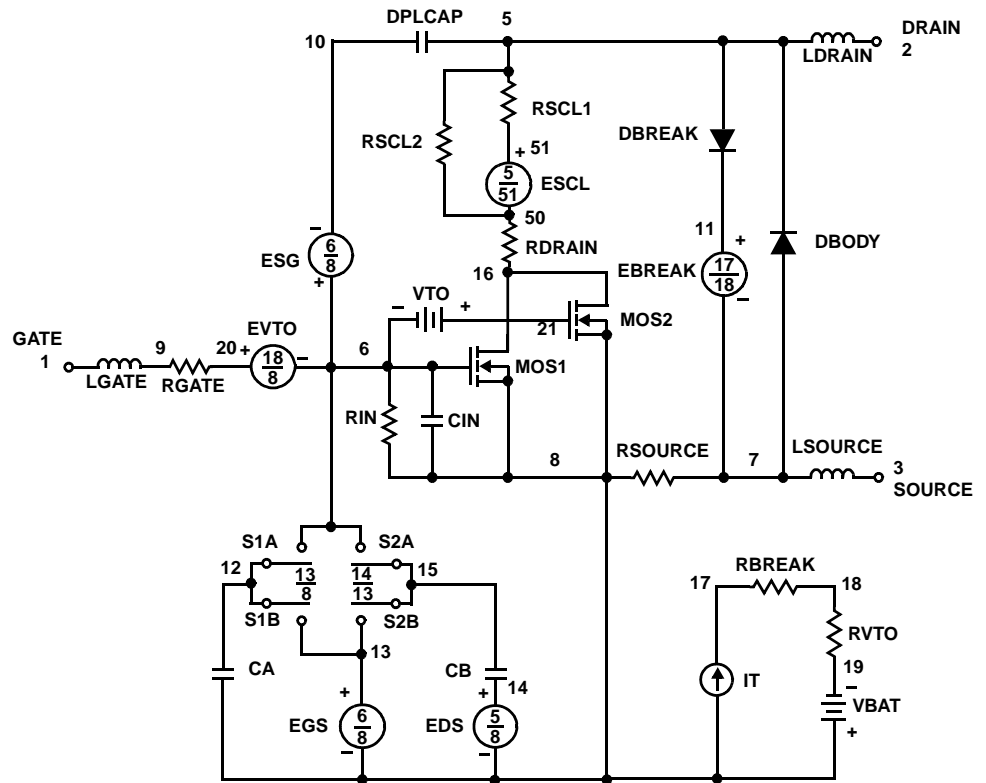 DPLCAP
5
10
DRAIN
2
LDRAIN
RSCL1
RSCL2
DBREAK
+ 51
5
51
ESCL
50
11
+
−
6
8
ESG
+
RDRAIN
DBODY
EBREAK
17
18
−
16
VTO
−
+
21
MOS2
GATE
1
9
20
+
EVTO
18
8
−
6
MOS1
LGATE
RGATE
RIN
CIN
8
RSOURCE
7
LSOURCE
3
SOURCE
S1A
S2A
12
13
8
14
13
15
S1B
S2B
13
RBREAK
17
18
RVTO
CA
CB
14
19
IT
−
VBAT
+
+
EGS
6
8
−
+
EDS
5
8
−